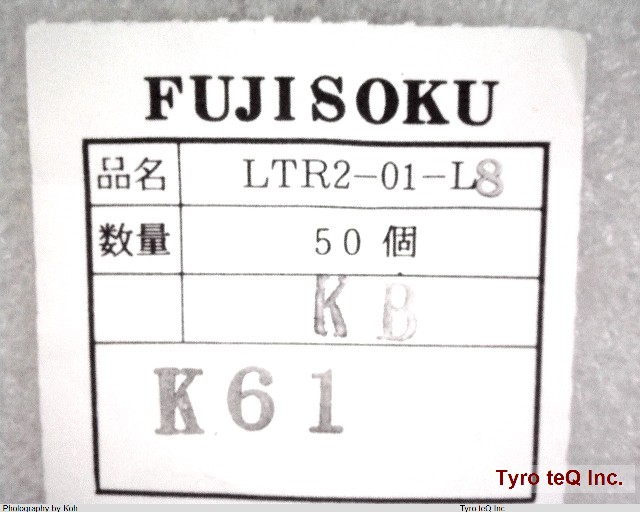 FUJISOKU
品名 LTR2-01-L8
数量 50 個
KB
K61
Tyro teQ Inc.
Photography by Koh Tyro teQ Inc